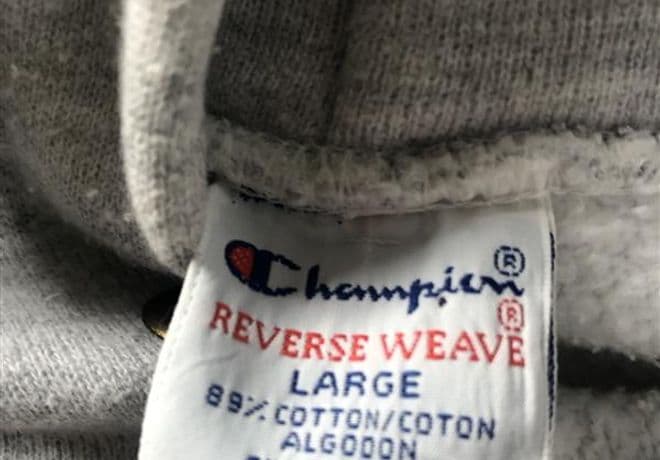 Champion®
REVERSE WEAVE®
LARGE
89% COTTON/COTON
ALGODON